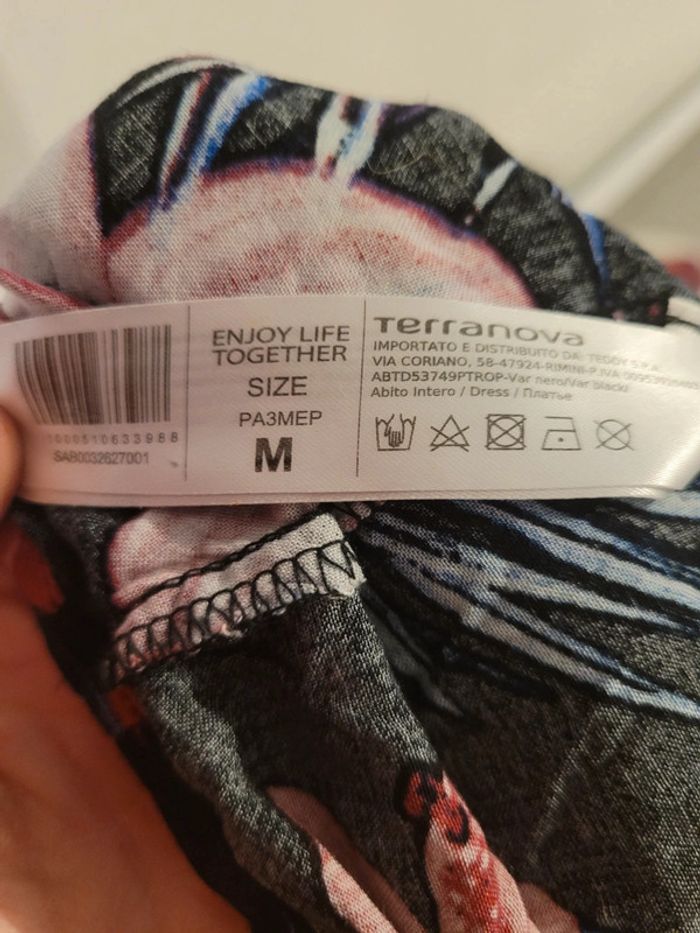 1000510633988
SAB0032627001
ENJOY LIFE
TOGETHER
SIZE
РАЗМЕР
M
Terranova
IMPORTATO E DISTRIBUITO DA: TEDDY S.P.A.
VIA CORIANO, 58-47924-RIMINI-P.IVA
ABTD53749PTROP-Var nero/Var black/
Abito Intero / Dress / Платье